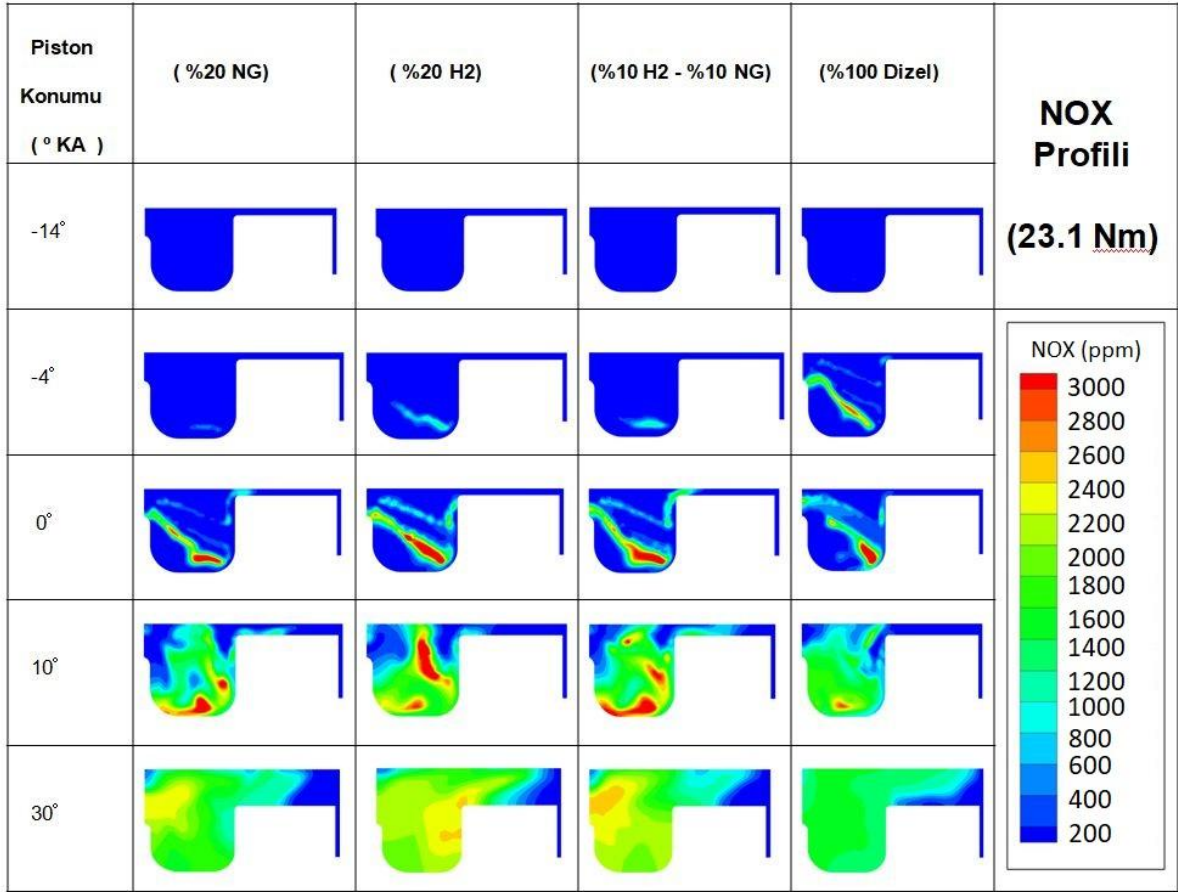 Piston
Konumu
( º KA )
( %20 NG)
( %20 H2)
(%10 H2 - %10 NG)
(%100 Dizel)
NOX
Profili
(23.1 Nm)
-14˚
-4˚
0˚
10˚
30˚
NOX (ppm)
3000
2800
2600
2400
2200
2000
1800
1600
1400
1200
1000
800
600
400
200